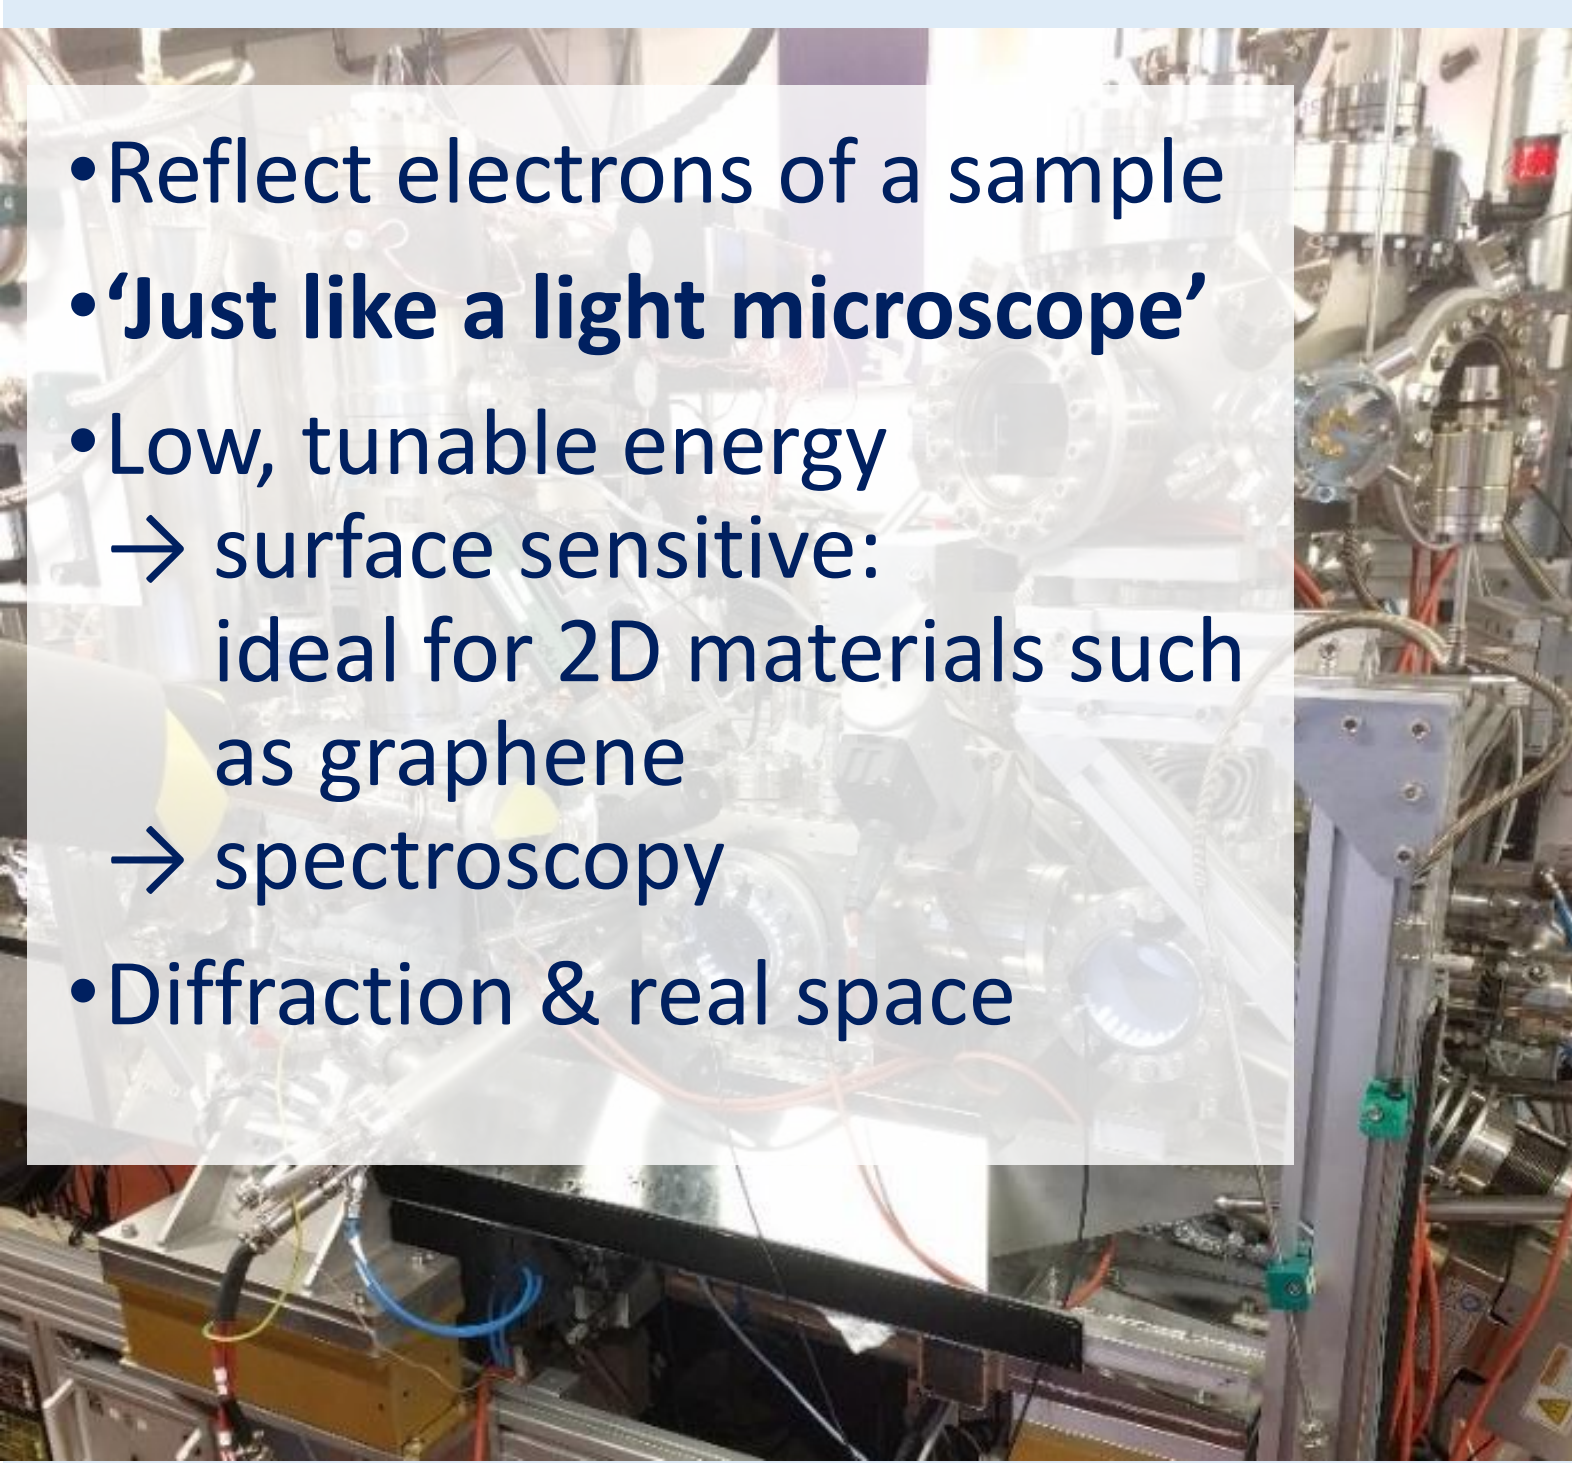 •Reflect electrons of a sample
•‘Just like a light microscope’
•Low, tunable energy
→ surface sensitive:
ideal for 2D materials such
as graphene
→ spectroscopy
•Diffraction & real space